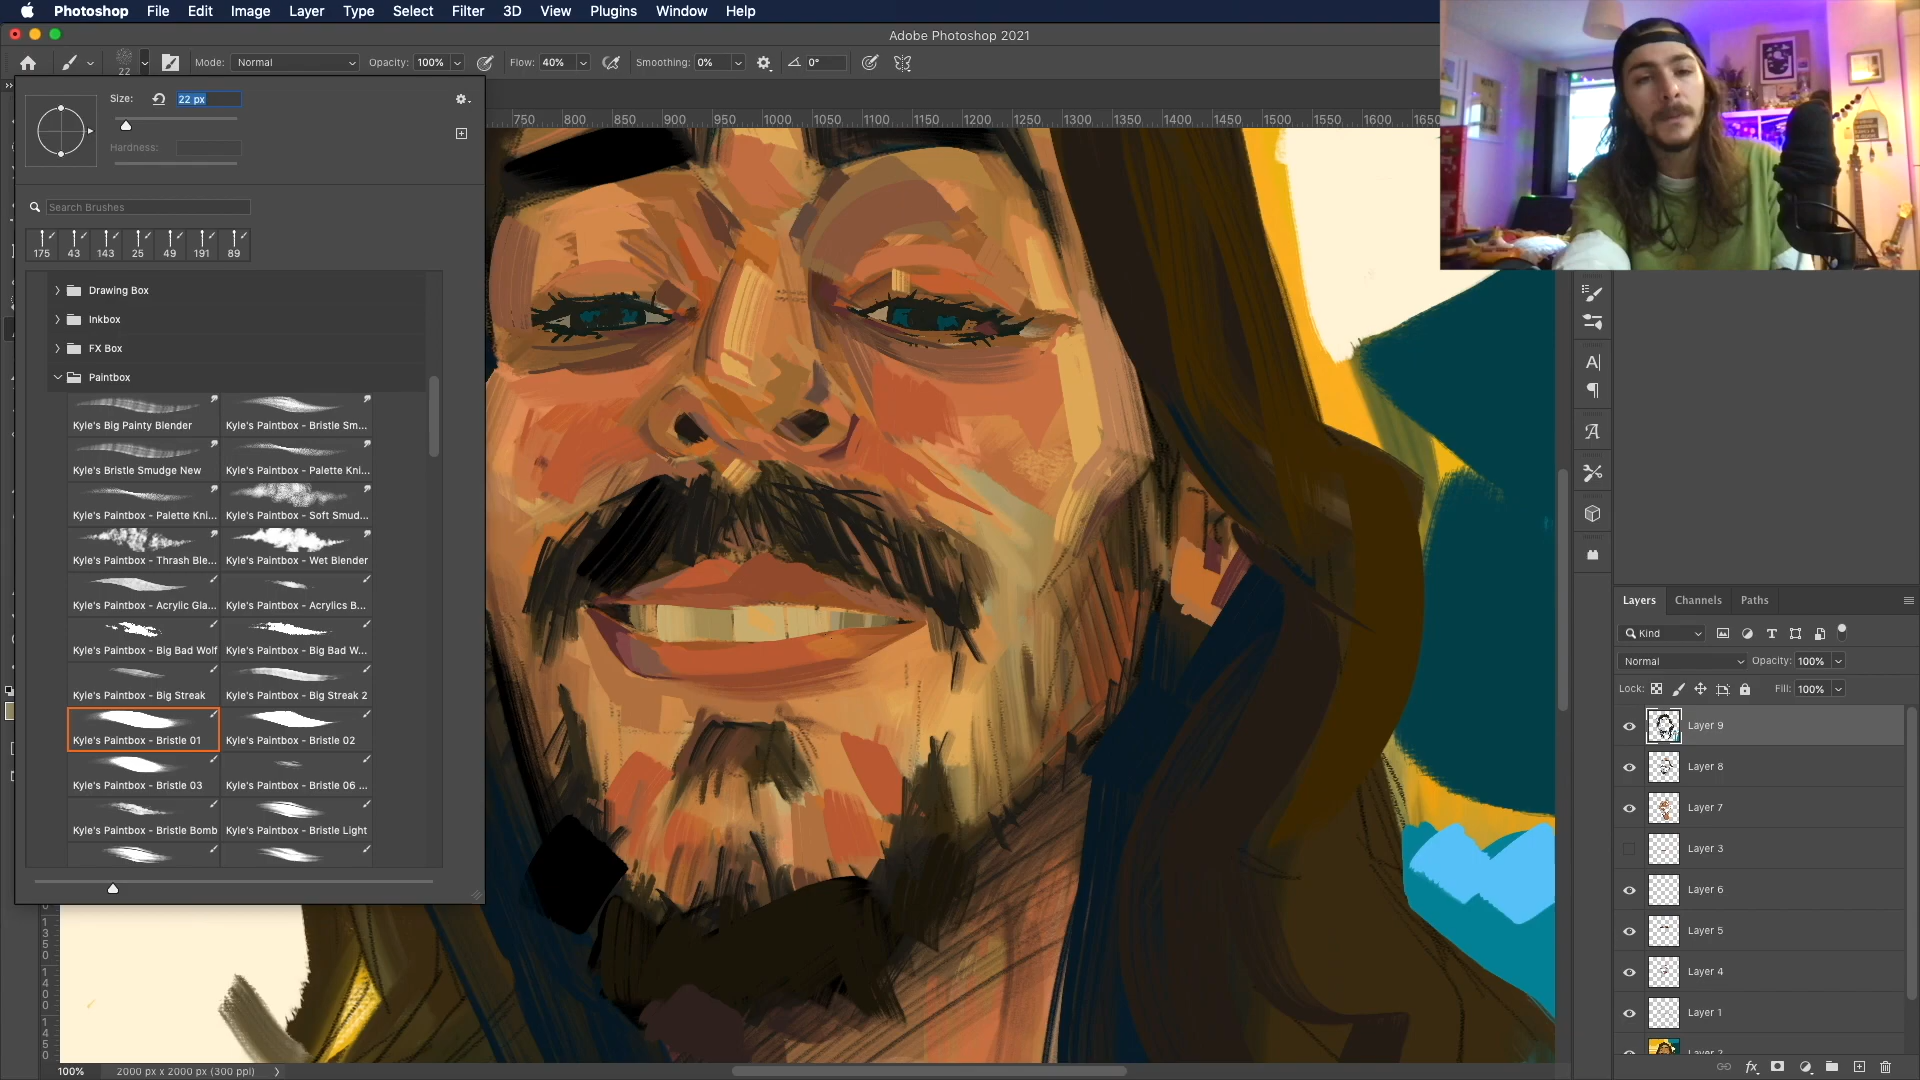 Photoshop File Edit Image Layer Type Select Filter 3D View Plugins Window Help
Adobe Photoshop 2021
22 Mode: Normal Opacity: 100% Flow: 40% Smoothing: 0% 0°
Size: 22 px
Hardness:
Search Brushes
175 43 143 25 49 191 89
Drawing Box
Inkbox
FX Box
Paintbox
Kyle's Big Painty Blender Kyle's Paintbox - Bristle Sm...
Kyle's Bristle Smudge New Kyle's Paintbox - Palette Kni...
Kyle's Paintbox - Palette Kni... Kyle's Paintbox - Soft Smud...
Kyle's Paintbox - Thrash Ble... Kyle's Paintbox - Wet Blender
Kyle's Paintbox - Acrylic Gla... Kyle's Paintbox - Acrylics B...
Kyle's Paintbox - Big Bad Wolf Kyle's Paintbox - Big Bad W...
Kyle's Paintbox - Big Streak Kyle's Paintbox - Big Streak 2
Kyle's Paintbox - Bristle 01 Kyle's Paintbox - Bristle 02
Kyle's Paintbox - Bristle 03 Kyle's Paintbox - Bristle 06 ...
Kyle's Paintbox - Bristle Bomb Kyle's Paintbox - Bristle Light
750 800 850 900 950 1000 1050 1100 1150 1200 1250 1300 1350 1400 1450 1500 1550 1600 1650
1350
1400
1450
100% 2000 px x 2000 px (300 ppi)
Layers Channels Paths
Kind
Normal Opacity: 100%
Lock: Fill: 100%
Layer 9
Layer 8
Layer 7
Layer 3
Layer 6
Layer 5
Layer 4
Layer 1
Layer 2
fx